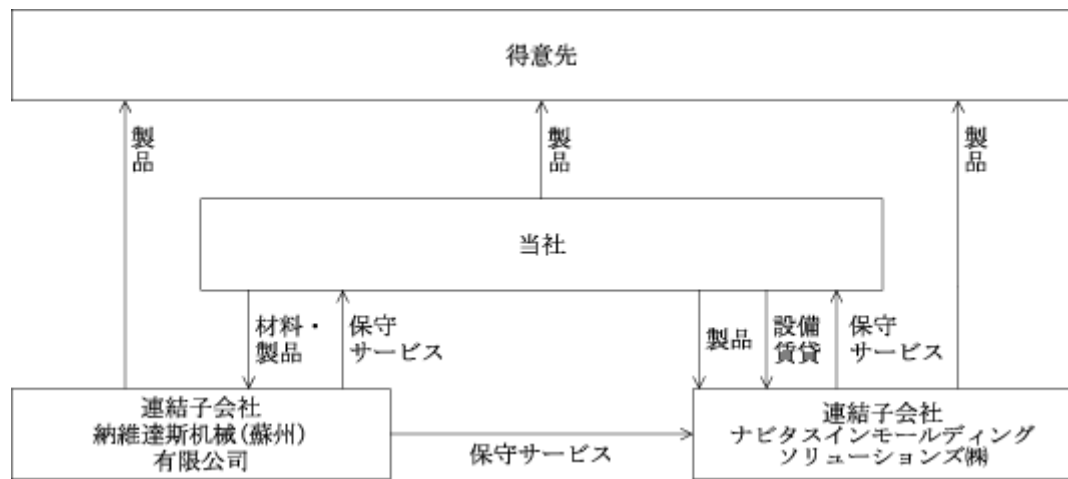 得意先
製品
製品
製品
当社
材料・
製品
保守
サービス
製品
設備
賃貸
保守
サービス
連結子会社
納維達斯机械(蘇州)
有限公司
保守サービス
連結子会社
ナビタスインモールディング
ソリューションズ㈱